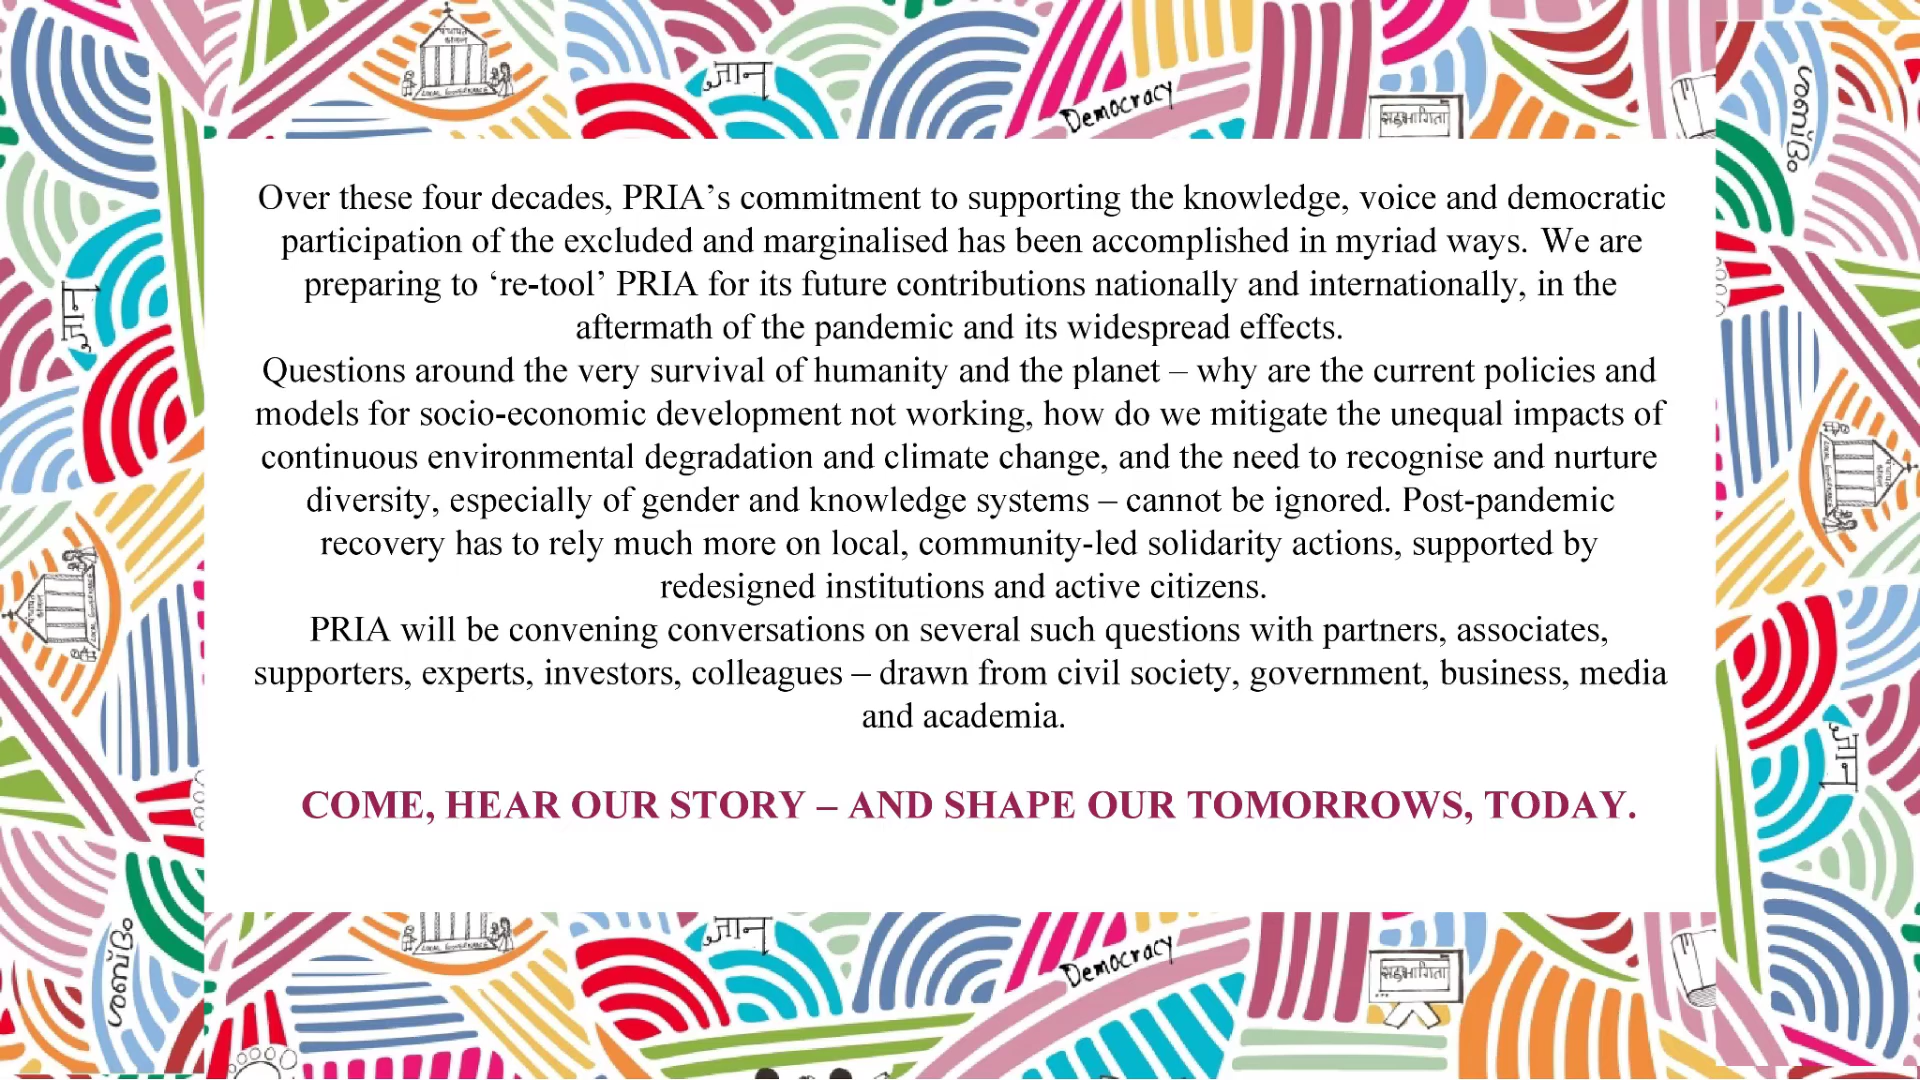 पंचायत
भवन
LOCAL GOVERNANCE
ज्ञान
Democracy
सहभागिता
Over these four decades, PRIA’s commitment to supporting the knowledge, voice and democratic
participation of the excluded and marginalised has been accomplished in myriad ways. We are
preparing to ‘re-tool’ PRIA for its future contributions nationally and internationally, in the
aftermath of the pandemic and its widespread effects.
Questions around the very survival of humanity and the planet – why are the current policies and
models for socio-economic development not working, how do we mitigate the unequal impacts of
continuous environmental degradation and climate change, and the need to recognise and nurture
diversity, especially of gender and knowledge systems – cannot be ignored. Post-pandemic
recovery has to rely much more on local, community-led solidarity actions, supported by
redesigned institutions and active citizens.
PRIA will be convening conversations on several such questions with partners, associates,
supporters, experts, investors, colleagues – drawn from civil society, government, business, media
and academia.
COME, HEAR OUR STORY – AND SHAPE OUR TOMORROWS, TODAY.
ज्ञान
ज्ञान
LOCAL GOVERNANCE
ज्ञान
Democracy
सहभागिता